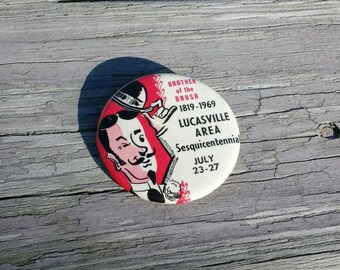 BROTHER
of the
BRUSH
1819-1969
LUCASVILLE
AREA
Sesquicentennial
JULY
23-27